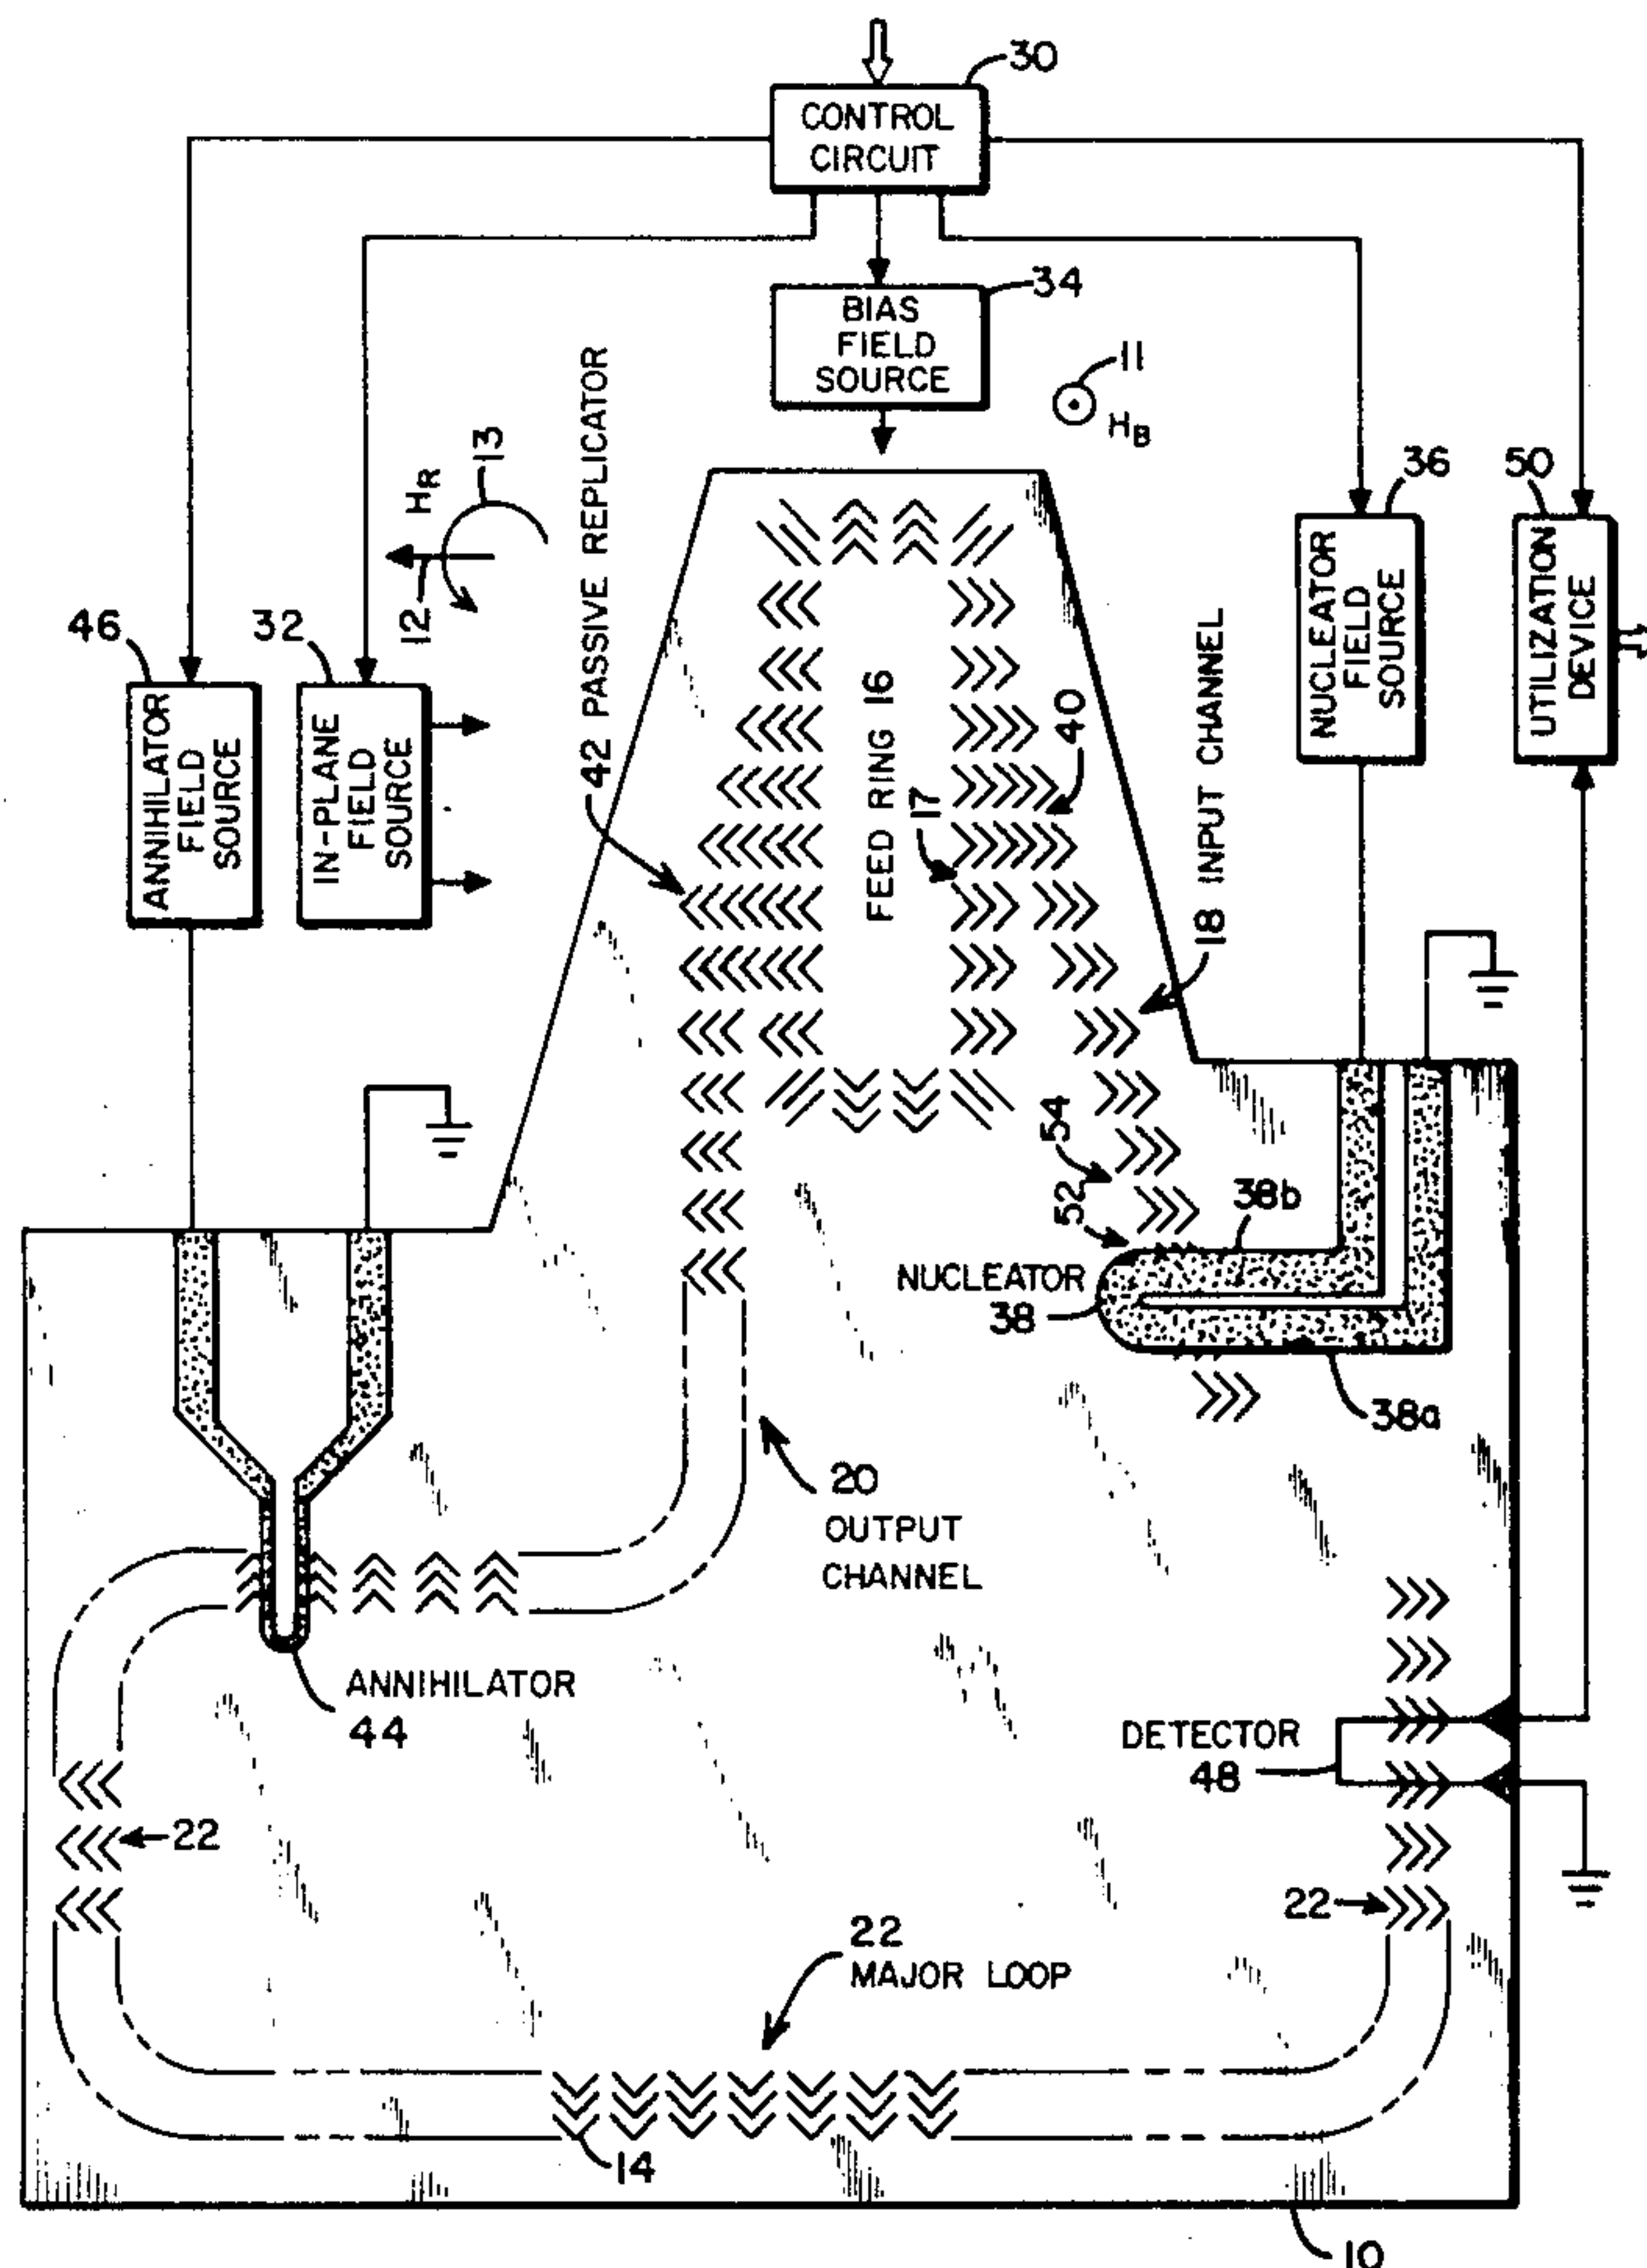 30
CONTROL
CIRCUIT
34
BIAS
FIELD
SOURCE
11
HB
13
HR
12
42 PASSIVE REPLICATOR
46
32
ANNIHILATOR
FIELD
SOURCE
IN-PLANE
FIELD
SOURCE
36
50
NUCLEATOR
FIELD
SOURCE
UTILIZATION
DEVICE
FEED RING 16
17
40
18 INPUT CHANNEL
54
52
38b
NUCLEATOR
38
38a
20
OUTPUT
CHANNEL
ANNIHILATOR
44
DETECTOR
48
22
22
22
MAJOR LOOP
14
10